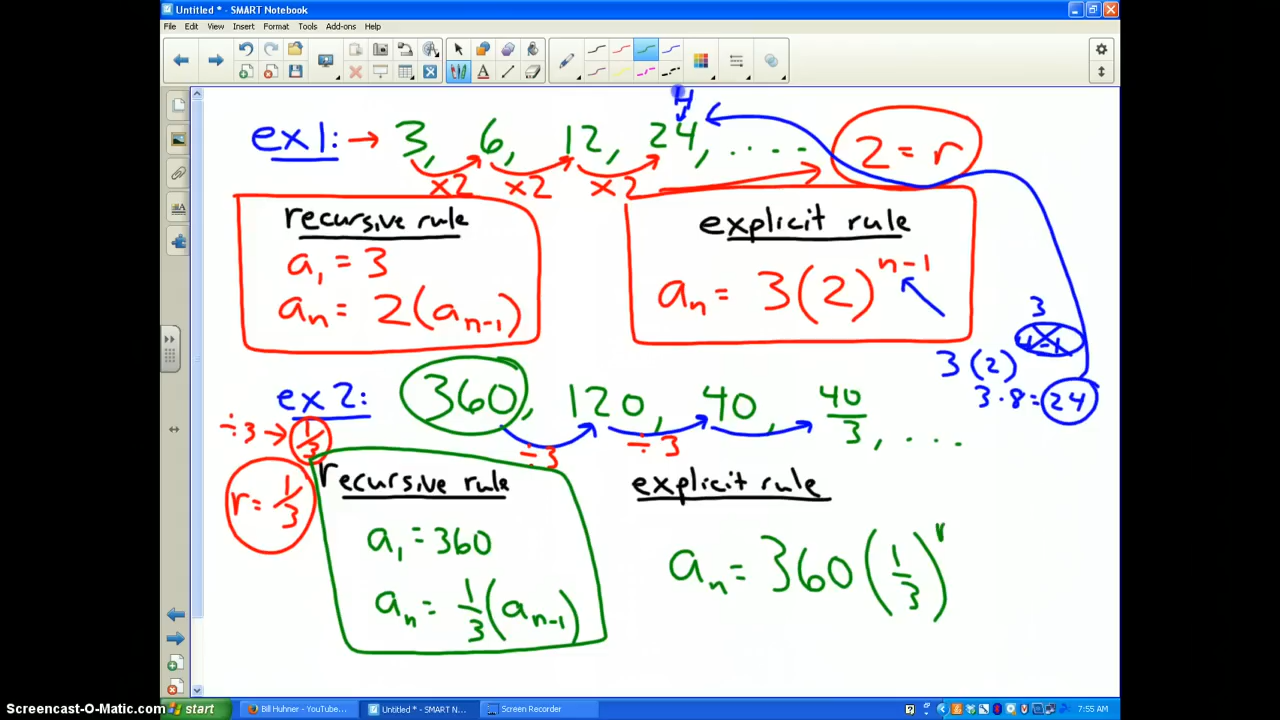 Untitled * - SMART Notebook
File Edit View Insert Format Tools Add-ons Help
4
ex1: → 3, 6, 12, 24, ....
2 = r
x2 x2 x2
recursive rule
a₁ = 3
aₙ = 2(aₙ₋₁)
explicit rule
aₙ = 3(2)ⁿ⁻¹
3
4-1
3(2)
3·8=24
ex 2: 360, 120, 40, 40/3, ...
÷3 → 1/3
÷3 ÷3
r = 1/3
recursive rule
a₁ = 360
aₙ = 1/3(aₙ₋₁)
explicit rule
aₙ = 360(1/3)
Screencast-O-Matic.com
start
Bill Huhner - YouTube...
Untitled * - SMART N...
Screen Recorder
7:55 AM